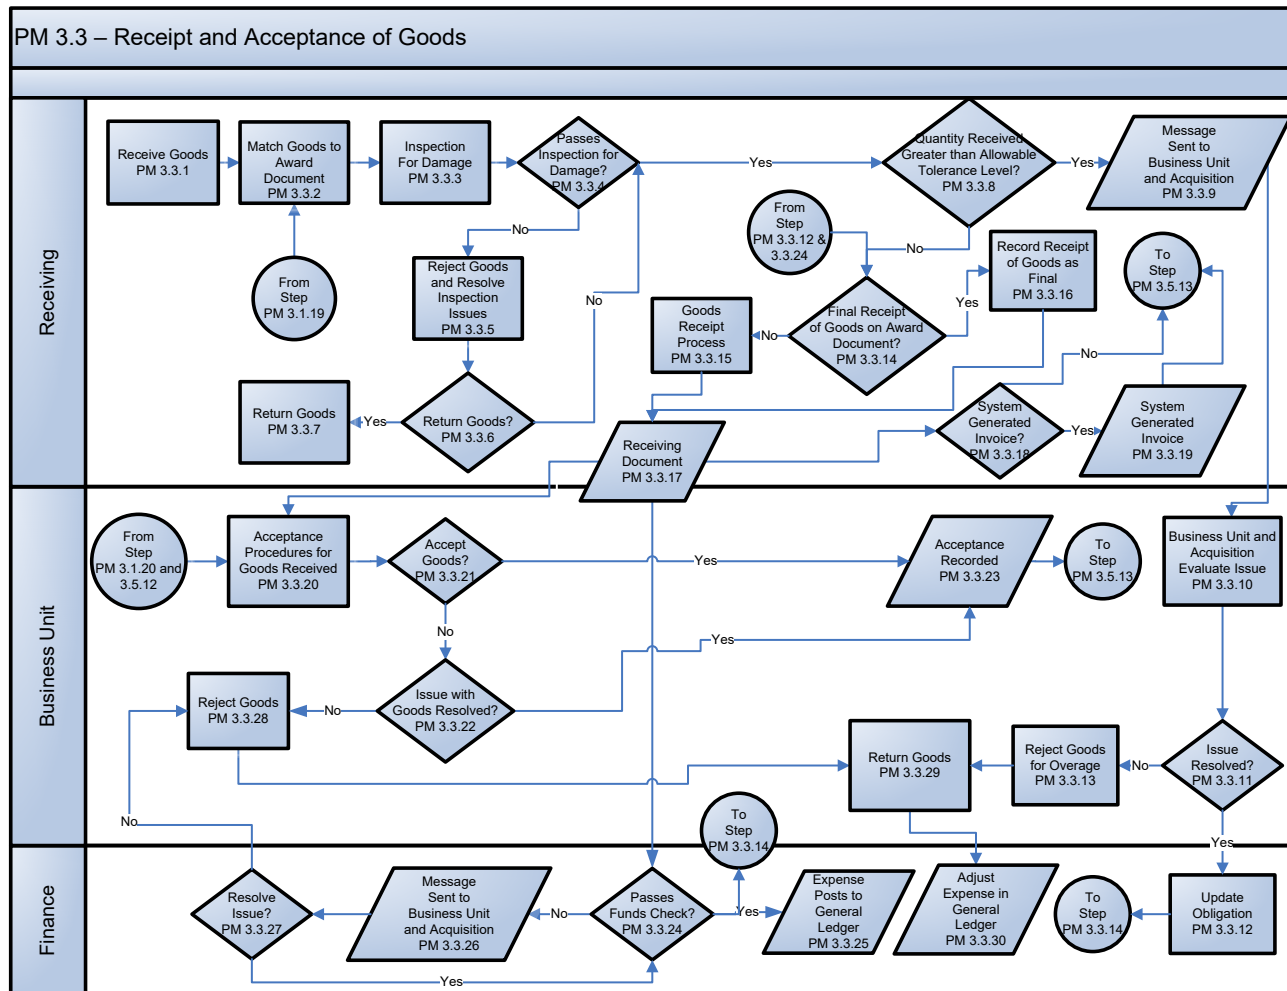 PM 3.3 – Receipt and Acceptance of Goods
Receiving
Receive Goods
PM 3.3.1
Match Goods to
Award
Document
PM 3.3.2
Inspection
For Damage
PM 3.3.3
Passes
Inspection for
Damage?
PM 3.3.4
Yes
Quantity Received
Greater than Allowable
Tolerance Level?
PM 3.3.8
Yes
Message
Sent to
Business Unit
and Acquisition
PM 3.3.9
No
From
Step
PM 3.1.19
Reject Goods
and Resolve
Inspection
Issues
PM 3.3.5
No
From
Step
PM 3.3.12 &
3.3.24
No
Record Receipt
of Goods as
Final
PM 3.3.16
To
Step
PM 3.5.13
Goods
Receipt
Process
PM 3.3.15
No
Final Receipt
of Goods on Award
Document?
PM 3.3.14
Yes
No
Return Goods
PM 3.3.7
Yes
Return Goods?
PM 3.3.6
Receiving
Document
PM 3.3.17
System
Generated
Invoice?
PM 3.3.18
Yes
System
Generated
Invoice
PM 3.3.19
Business Unit
From
Step
PM 3.1.20 and
3.5.12
Acceptance
Procedures for
Goods Received
PM 3.3.20
Accept
Goods?
PM 3.3.21
Yes
Acceptance
Recorded
PM 3.3.23
To
Step
PM 3.5.13
Business Unit and
Acquisition
Evaluate Issue
PM 3.3.10
No
Yes
Reject Goods
PM 3.3.28
No
Issue with
Goods Resolved?
PM 3.3.22
Return Goods
PM 3.3.29
Reject Goods
for Overage
PM 3.3.13
No
Issue
Resolved?
PM 3.3.11
No
To
Step
PM 3.3.14
Yes
Finance
Resolve
Issue?
PM 3.3.27
Message
Sent to
Business Unit
and Acquisition
PM 3.3.26
No
Passes
Funds Check?
PM 3.3.24
Yes
Expense
Posts to
General
Ledger
PM 3.3.25
Adjust
Expense in
General
Ledger
PM 3.3.30
To
Step
PM 3.3.14
Update
Obligation
PM 3.3.12
Yes